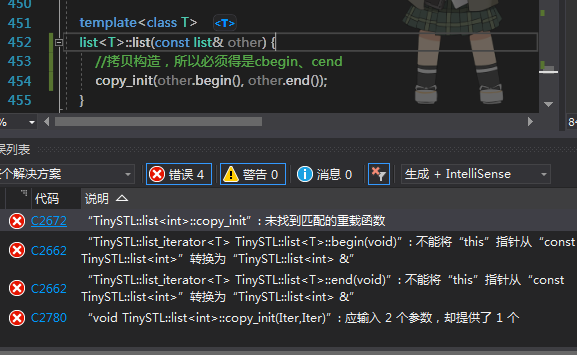 450
451 template<class T> <T>
452 list<T>::list(const list& other) {
453 //拷贝构造，所以必须得是cbegin、cend
454 copy_init(other.begin(), other.end());
455 }
% 84
误列表
个解决方案 错误 4 警告 0 消息 0 生成 + IntelliSense
代码 说明
C2672 “TinySTL::list<int>::copy_init”: 未找到匹配的重载函数
C2662 “TinySTL::list_iterator<T> TinySTL::list<T>::begin(void)”: 不能将“this”指针从“const
TinySTL::list<int>”转换为“TinySTL::list<int> &”
C2662 “TinySTL::list_iterator<T> TinySTL::list<T>::end(void)”: 不能将“this”指针从“const
TinySTL::list<int>”转换为“TinySTL::list<int> &”
C2780 “void TinySTL::list<int>::copy_init(Iter,Iter)”: 应输入 2 个参数，却提供了 1 个